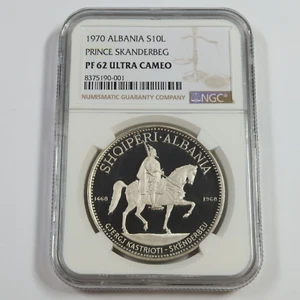 1970 ALBANIA S10L
PRINCE SKANDERBEG
PF 62 ULTRA CAMEO
8375190-001
NUMISMATIC GUARANTY COMPANY
NGC
SHQIPERI · ALBANIA
1468 1968
GJERGJ KASTRIOTI - SKENDERBEU